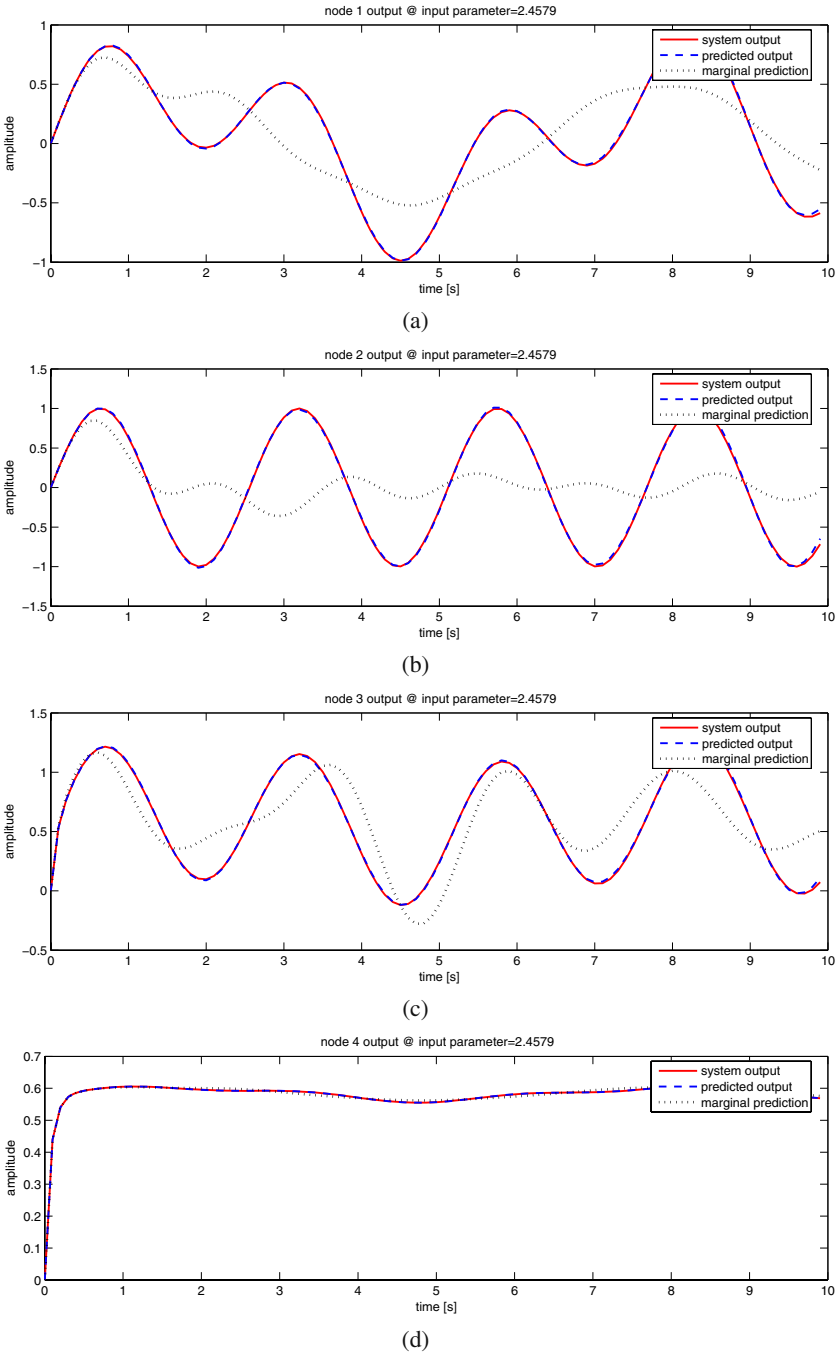 node 1 output @ input parameter=2.4579
system output
predicted output
marginal prediction
1
0.5
0
−0.5
−1
amplitude
0 1 2 3 4 5 6 7 8 9 10
time [s]
(a)
node 2 output @ input parameter=2.4579
system output
predicted output
marginal prediction
1.5
1
0.5
0
−0.5
−1
−1.5
amplitude
0 1 2 3 4 5 6 7 8 9 10
time [s]
(b)
node 3 output @ input parameter=2.4579
system output
predicted output
marginal prediction
1.5
1
0.5
0
−0.5
amplitude
0 1 2 3 4 5 6 7 8 9 10
time [s]
(c)
node 4 output @ input parameter=2.4579
system output
predicted output
marginal prediction
0.7
0.6
0.5
0.4
0.3
0.2
0.1
0
amplitude
0 1 2 3 4 5 6 7 8 9 10
time [s]
(d)